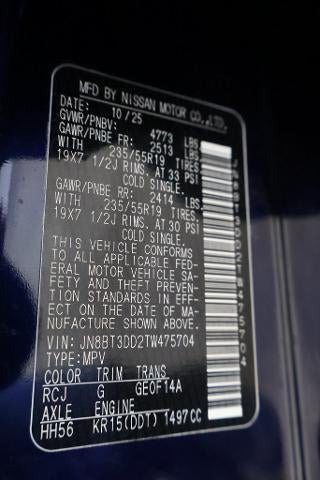 MFD BY NISSAN MOTOR CO.,LTD.
DATE: 10/25
GVWR/PNBV: 4773 LBS.
GAWR/PNBE FR: 2513 LBS.
WITH 235/55R19 TIRES.
19X7 1/2J RIMS. AT 33 PSI
COLD SINGLE.
GAWR/PNBE RR: 2414 LBS.
WITH 235/55R19 TIRES.
19X7 1/2J RIMS. AT 30 PSI
COLD SINGLE.
THIS VEHICLE CONFORMS
TO ALL APPLICABLE FED-
ERAL MOTOR VEHICLE SA-
FETY AND THEFT PREVEN-
TION STANDARDS IN EFF-
ECT ON THE DATE OF MA-
NUFACTURE SHOWN ABOVE.
VIN: JN8BT3DD2TW475704
TYPE: MPV
COLOR TRIM TRANS
RCJ G GE0F14A
AXLE ENGINE
HH56 KR15(DDT) 1497CC
JN8BT3DD2TW475704